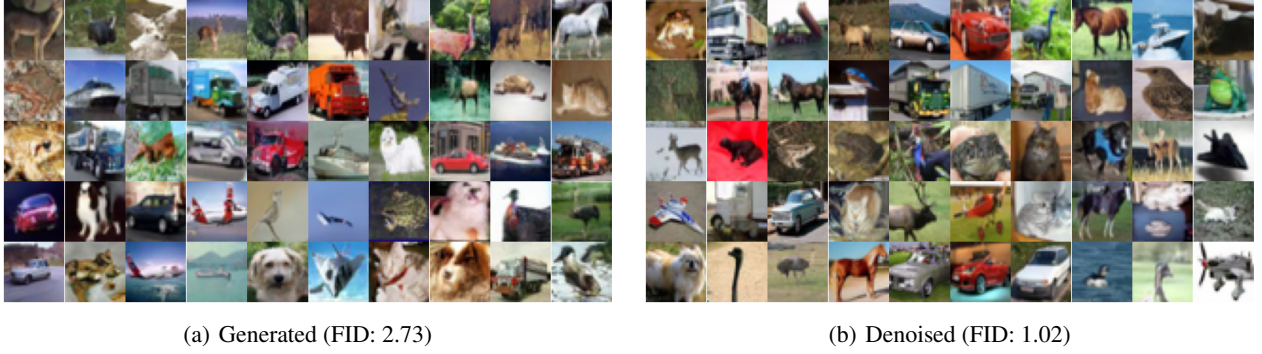 (a) Generated (FID: 2.73)
(b) Denoised (FID: 1.02)